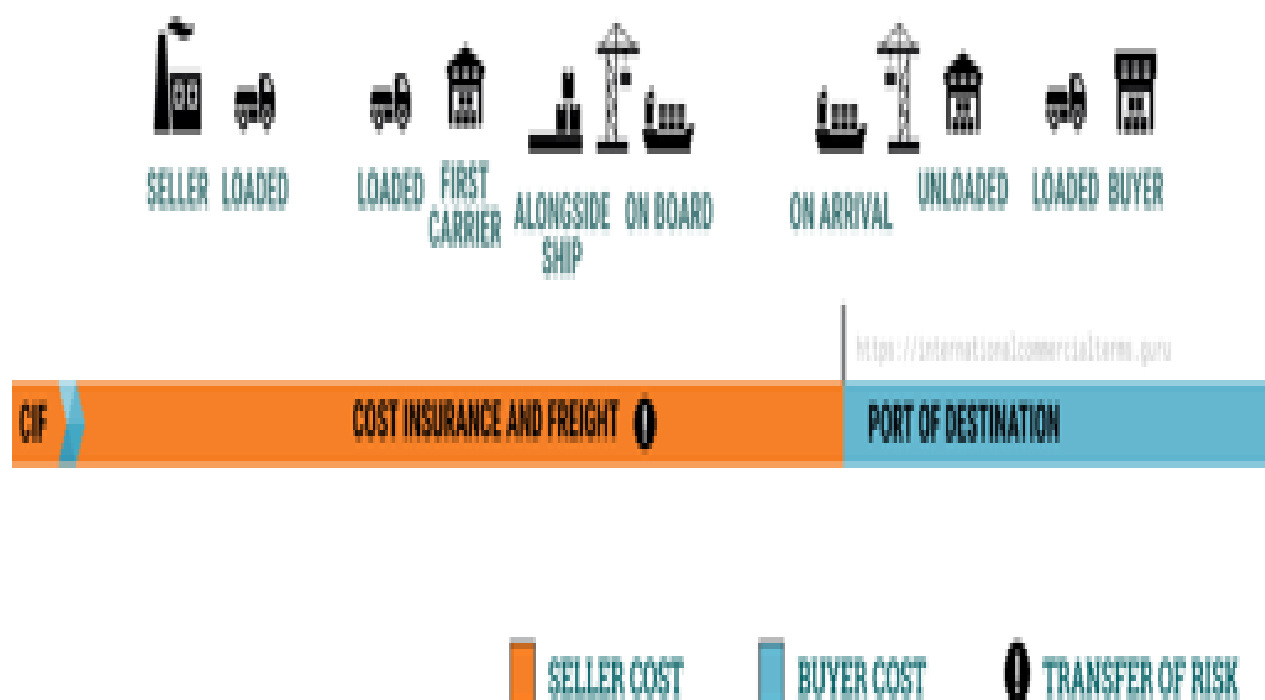 SELLER LOADED LOADED FIRST CARRIER ALONGSIDE SHIP ON BOARD ON ARRIVAL UNLOADED LOADED BUYER
https://internationalcommercialterms.guru
CIF COST INSURANCE AND FREIGHT PORT OF DESTINATION
SELLER COST BUYER COST TRANSFER OF RISK